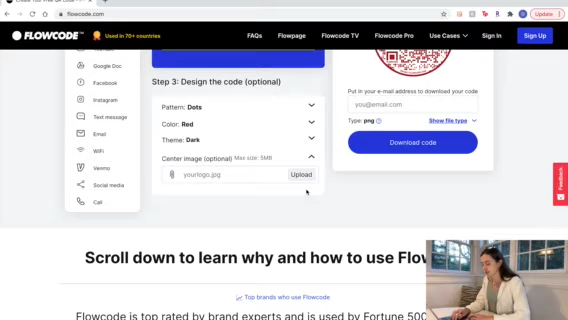 flowcode.com
Update
FLOWCODE
Used in 70+ countries
FAQs
Flowpage
Flowcode TV
Flowcode Pro
Use Cases
Sign In
Sign Up
Google Doc
Facebook
Instagram
Text message
Email
WiFi
Venmo
Social media
Call
Step 3: Design the code (optional)
Pattern: Dots
Color: Red
Theme: Dark
Center image (optional) Max size: 5MB
yourlogo.jpg
Upload
Put in your e-mail address to download your code
you@email.com
Type: png
Show file type
Download code
Feedback
Scroll down to learn why and how to use Flow
Top brands who use Flowcode
Flowcode is top rated by brand experts and is used by Fortune 500